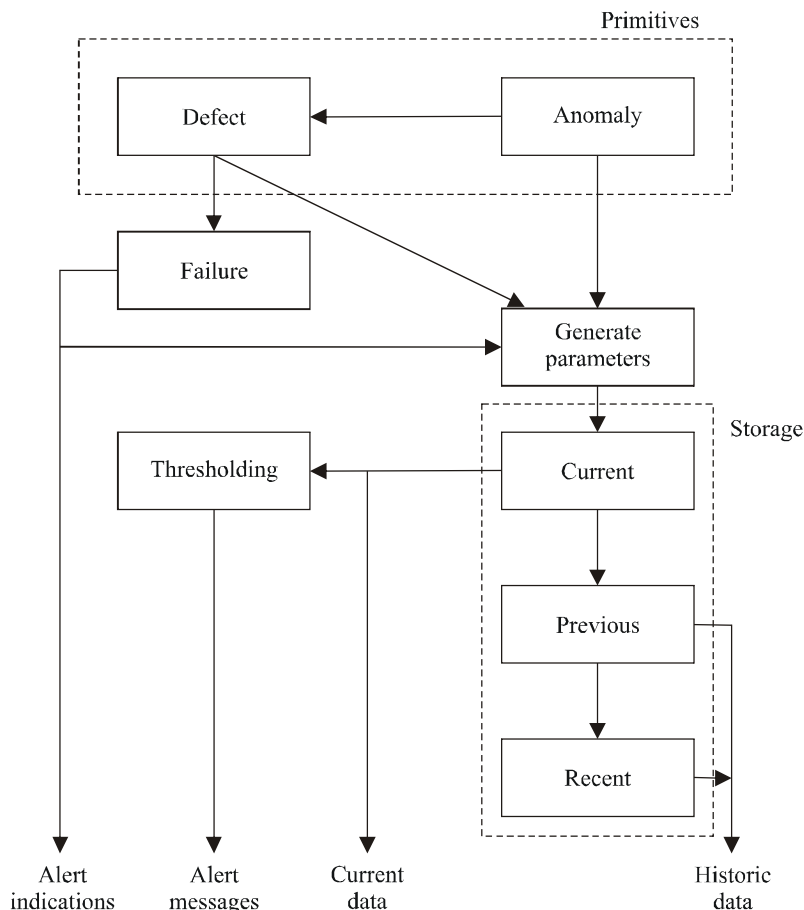 Primitives
Defect
Anomaly
Failure
Generate
parameters
Storage
Thresholding
Current
Previous
Recent
Alert
indications
Alert
messages
Current
data
Historic
data